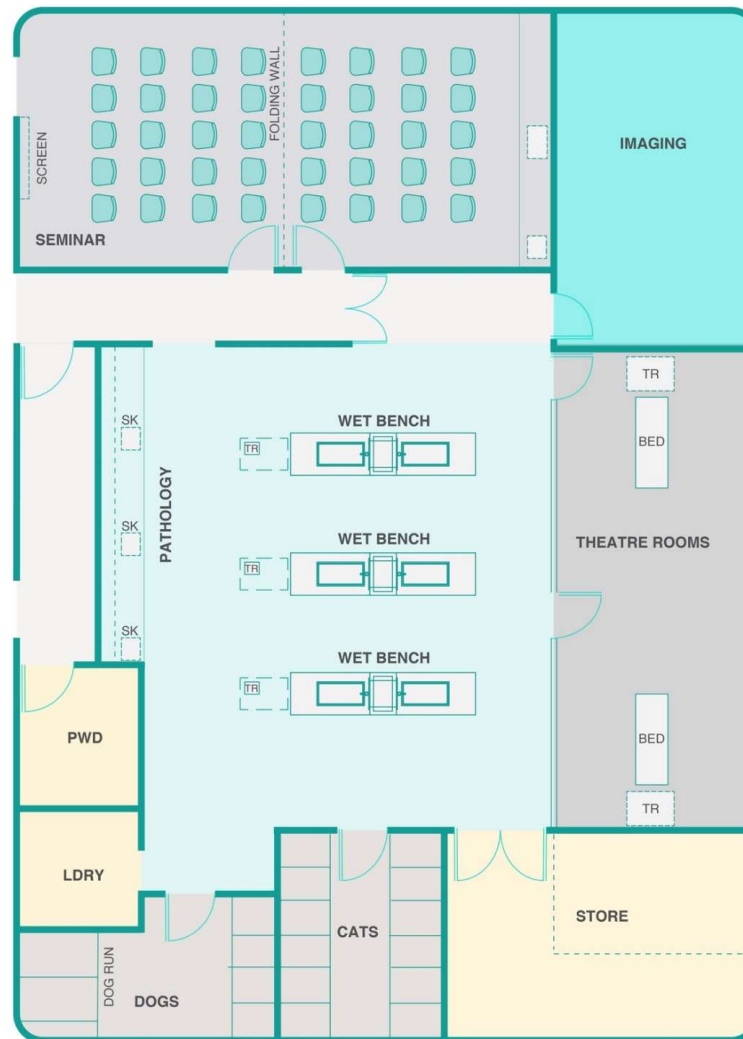 FOLDING WALL
SCREEN
IMAGING
SEMINAR
TR
SK
WET BENCH
TR
BED
PATHOLOGY
SK
WET BENCH
TR
THEATRE ROOMS
SK
WET BENCH
TR
BED
PWD
TR
LDRY
STORE
CATS
DOG RUN
DOGS